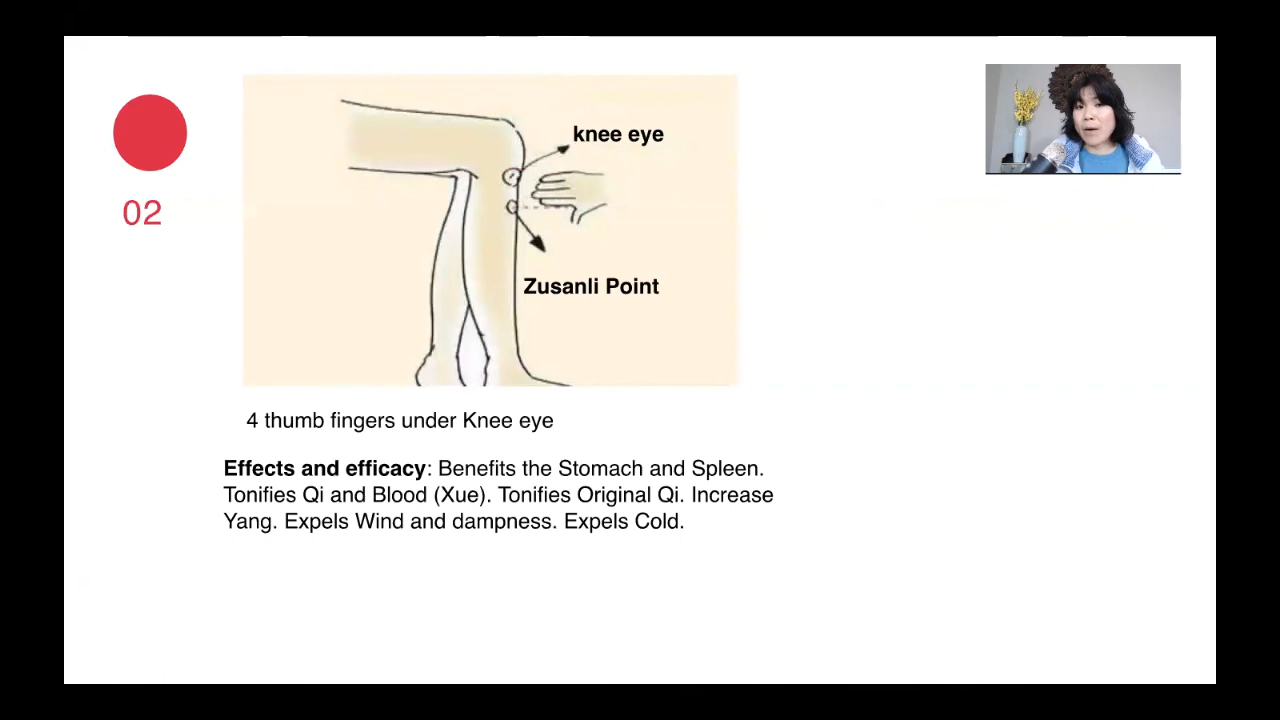 02
knee eye
Zusanli Point
4 thumb fingers under Knee eye
Effects and efficacy: Benefits the Stomach and Spleen.
Tonifies Qi and Blood (Xue). Tonifies Original Qi. Increase
Yang. Expels Wind and dampness. Expels Cold.